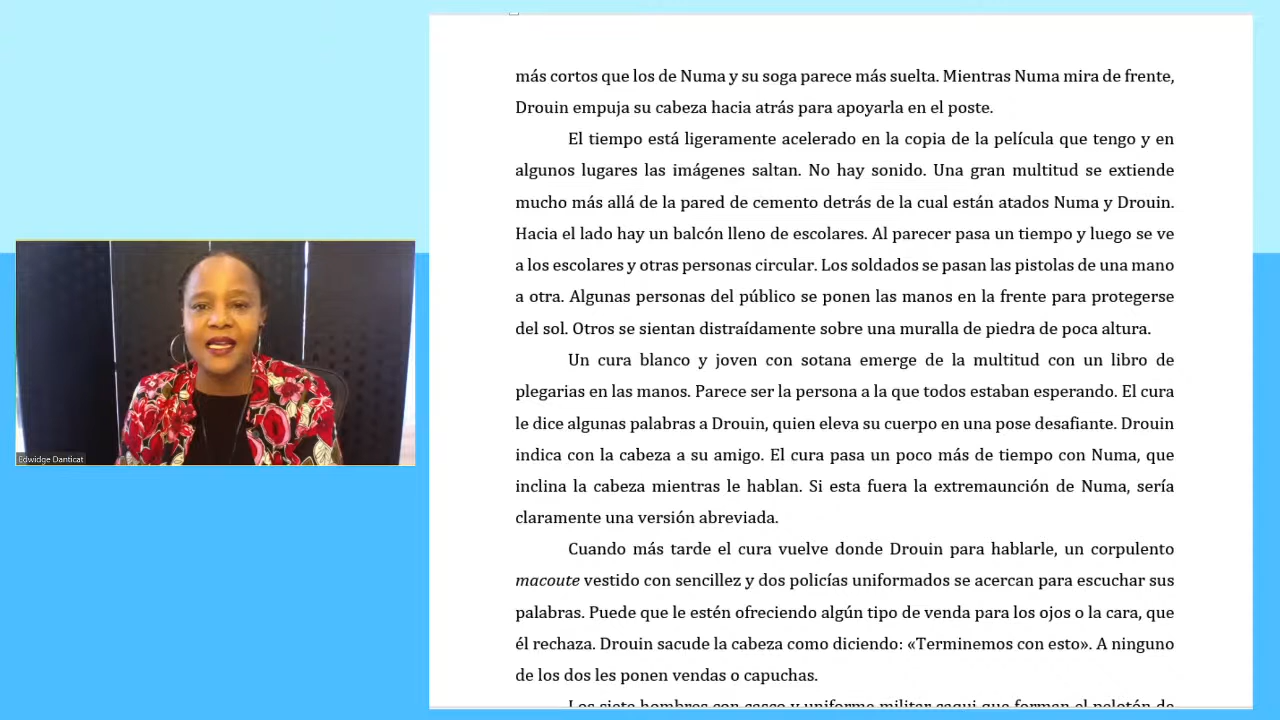 más cortos que los de Numa y su soga parece más suelta. Mientras Numa mira de frente,
Drouin empuja su cabeza hacia atrás para apoyarla en el poste.
El tiempo está ligeramente acelerado en la copia de la película que tengo y en
algunos lugares las imágenes saltan. No hay sonido. Una gran multitud se extiende
mucho más allá de la pared de cemento detrás de la cual están atados Numa y Drouin.
Hacia el lado hay un balcón lleno de escolares. Al parecer pasa un tiempo y luego se ve
a los escolares y otras personas circular. Los soldados se pasan las pistolas de una mano
a otra. Algunas personas del público se ponen las manos en la frente para protegerse
del sol. Otros se sientan distraídamente sobre una muralla de piedra de poca altura.
Un cura blanco y joven con sotana emerge de la multitud con un libro de
plegarias en las manos. Parece ser la persona a la que todos estaban esperando. El cura
le dice algunas palabras a Drouin, quien eleva su cuerpo en una pose desafiante. Drouin
indica con la cabeza a su amigo. El cura pasa un poco más de tiempo con Numa, que
inclina la cabeza mientras le hablan. Si esta fuera la extremaunción de Numa, sería
claramente una versión abreviada.
Cuando más tarde el cura vuelve donde Drouin para hablarle, un corpulento
macoute vestido con sencillez y dos policías uniformados se acercan para escuchar sus
palabras. Puede que le estén ofreciendo algún tipo de venda para los ojos o la cara, que
él rechaza. Drouin sacude la cabeza como diciendo: «Terminemos con esto». A ninguno
de los dos les ponen vendas o capuchas.
Los siete hombres con casco y uniforme militar caqui que forman el pelotón de
Edwidge Danticat